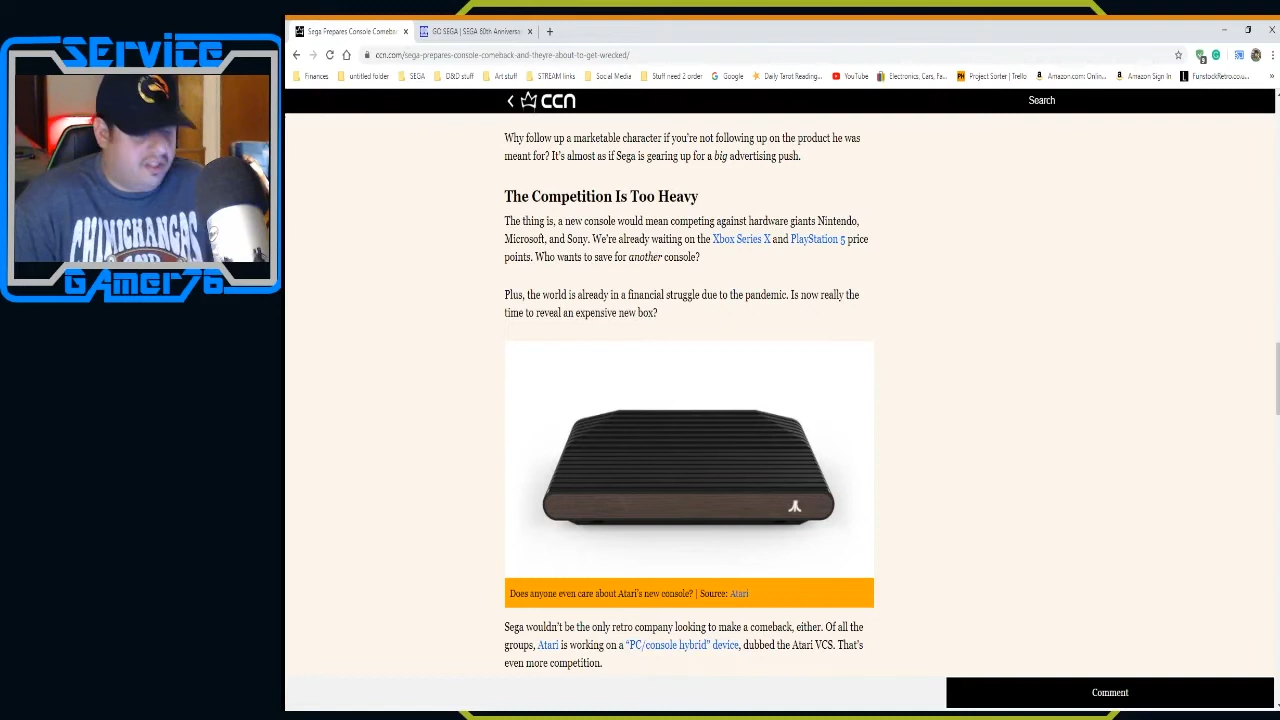 SErvicE
GAmer76
CHIMICHANGAS
Sega Prepares Console Comeba
GO SEGA | SEGA 60th Anniversa
ccn.com/sega-prepares-console-comeback-and-theyre-about-to-get-wrecked/
Finances
untitled folder
SEGA
D&D stuff
Art stuff
STREAM links
Social Media
Stuff need 2 order
Google
Daily Tarot Reading...
YouTube
Electronics, Cars, Fa...
Project Sorter | Trello
Amazon.com: Onlin...
Amazon Sign In
FunstockRetro.co.u...
ccn
Search
Why follow up a marketable character if you're not following up on the product he was
meant for? It's almost as if Sega is gearing up for a big advertising push.
The Competition Is Too Heavy
The thing is, a new console would mean competing against hardware giants Nintendo,
Microsoft, and Sony. We're already waiting on the Xbox Series X and PlayStation 5 price
points. Who wants to save for another console?
Plus, the world is already in a financial struggle due to the pandemic. Is now really the
time to reveal an expensive new box?
Does anyone even care about Atari's new console? | Source: Atari
Sega wouldn't be the only retro company looking to make a comeback, either. Of all the
groups, Atari is working on a “PC/console hybrid” device, dubbed the Atari VCS. That's
even more competition.
Comment